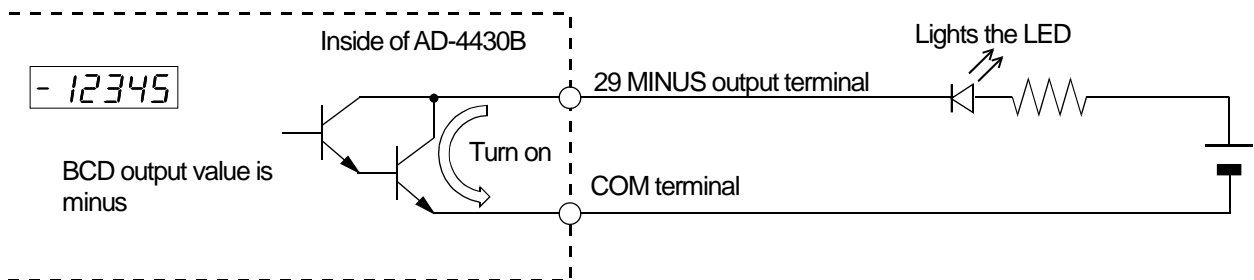 Inside of AD-4430B
Lights the LED
- 12345
29 MINUS output terminal
Turn on
BCD output value is
minus
COM terminal